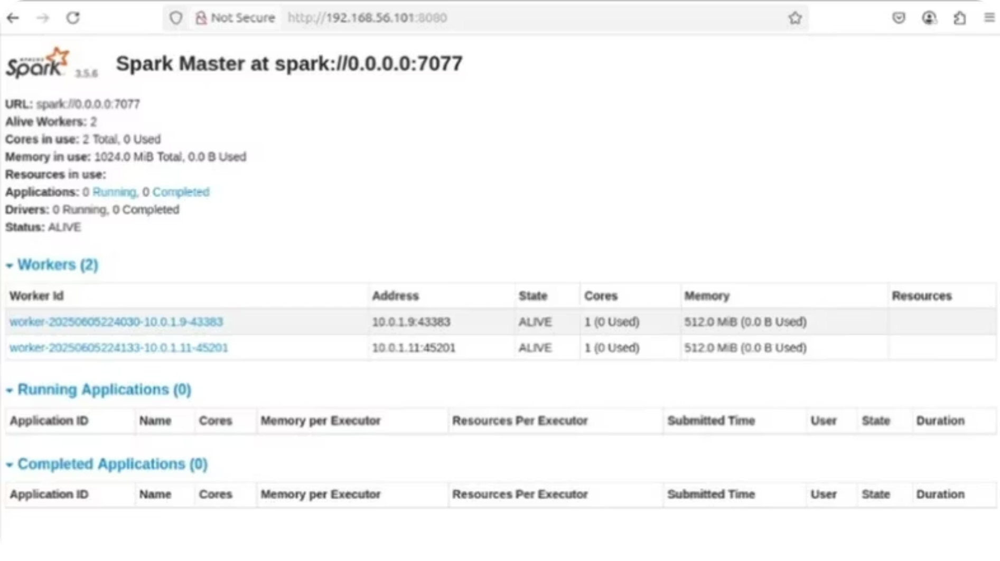 Not Secure http://192.168.56.101:8080
APACHE
Spark 3.5.6 Spark Master at spark://0.0.0.0:7077
URL: spark://0.0.0.0:7077
Alive Workers: 2
Cores in use: 2 Total, 0 Used
Memory in use: 1024.0 MiB Total, 0.0 B Used
Resources in use:
Applications: 0 Running, 0 Completed
Drivers: 0 Running, 0 Completed
Status: ALIVE
Workers (2)
Worker Id Address State Cores Memory Resources
worker-20250605224030-10.0.1.9-43383 10.0.1.9:43383 ALIVE 1 (0 Used) 512.0 MiB (0.0 B Used)
worker-20250605224133-10.0.1.11-45201 10.0.1.11:45201 ALIVE 1 (0 Used) 512.0 MiB (0.0 B Used)
Running Applications (0)
Application ID Name Cores Memory per Executor Resources Per Executor Submitted Time User State Duration
Completed Applications (0)
Application ID Name Cores Memory per Executor Resources Per Executor Submitted Time User State Duration